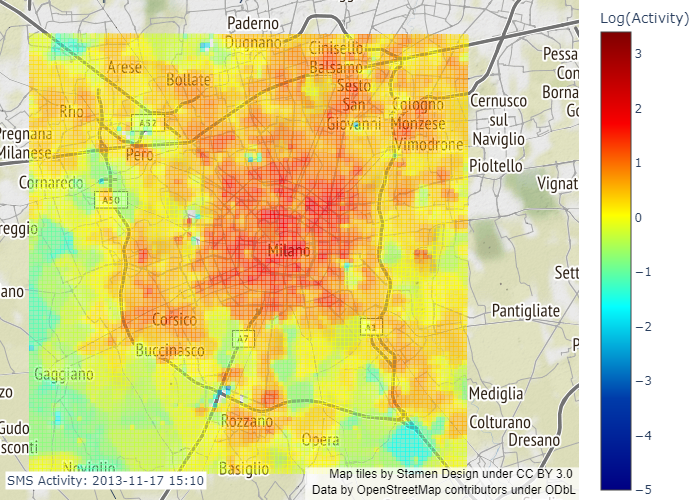 Paderno
Dugnano
Cinisello
Balsamo
Arese
Bollate
Sesto
San
Giovanni
Pessa
Con
Borna
Go
Rho
A52
Cologno
Monzese
Cernusco
sul
Naviglio
Pregnana
Milanese
Pero
Vimodrone
Pioltello
Cornaredo
Vignat
A50
reggio
Milano
Sett
ano
Corsico
A7
A1
Pantigliate
Buccinasco
P
Gaggiano
zo
Mediglia
Gudo
sconti
Rozzano
Opera
Colturano
Dresano
Noviglio
Basiglio
SMS Activity: 2013-11-17 15:10
Map tiles by Stamen Design under CC BY 3.0
Data by OpenStreetMap contributors under ODbL
Log(Activity)
3
2
1
0
−1
−2
−3
−4
−5